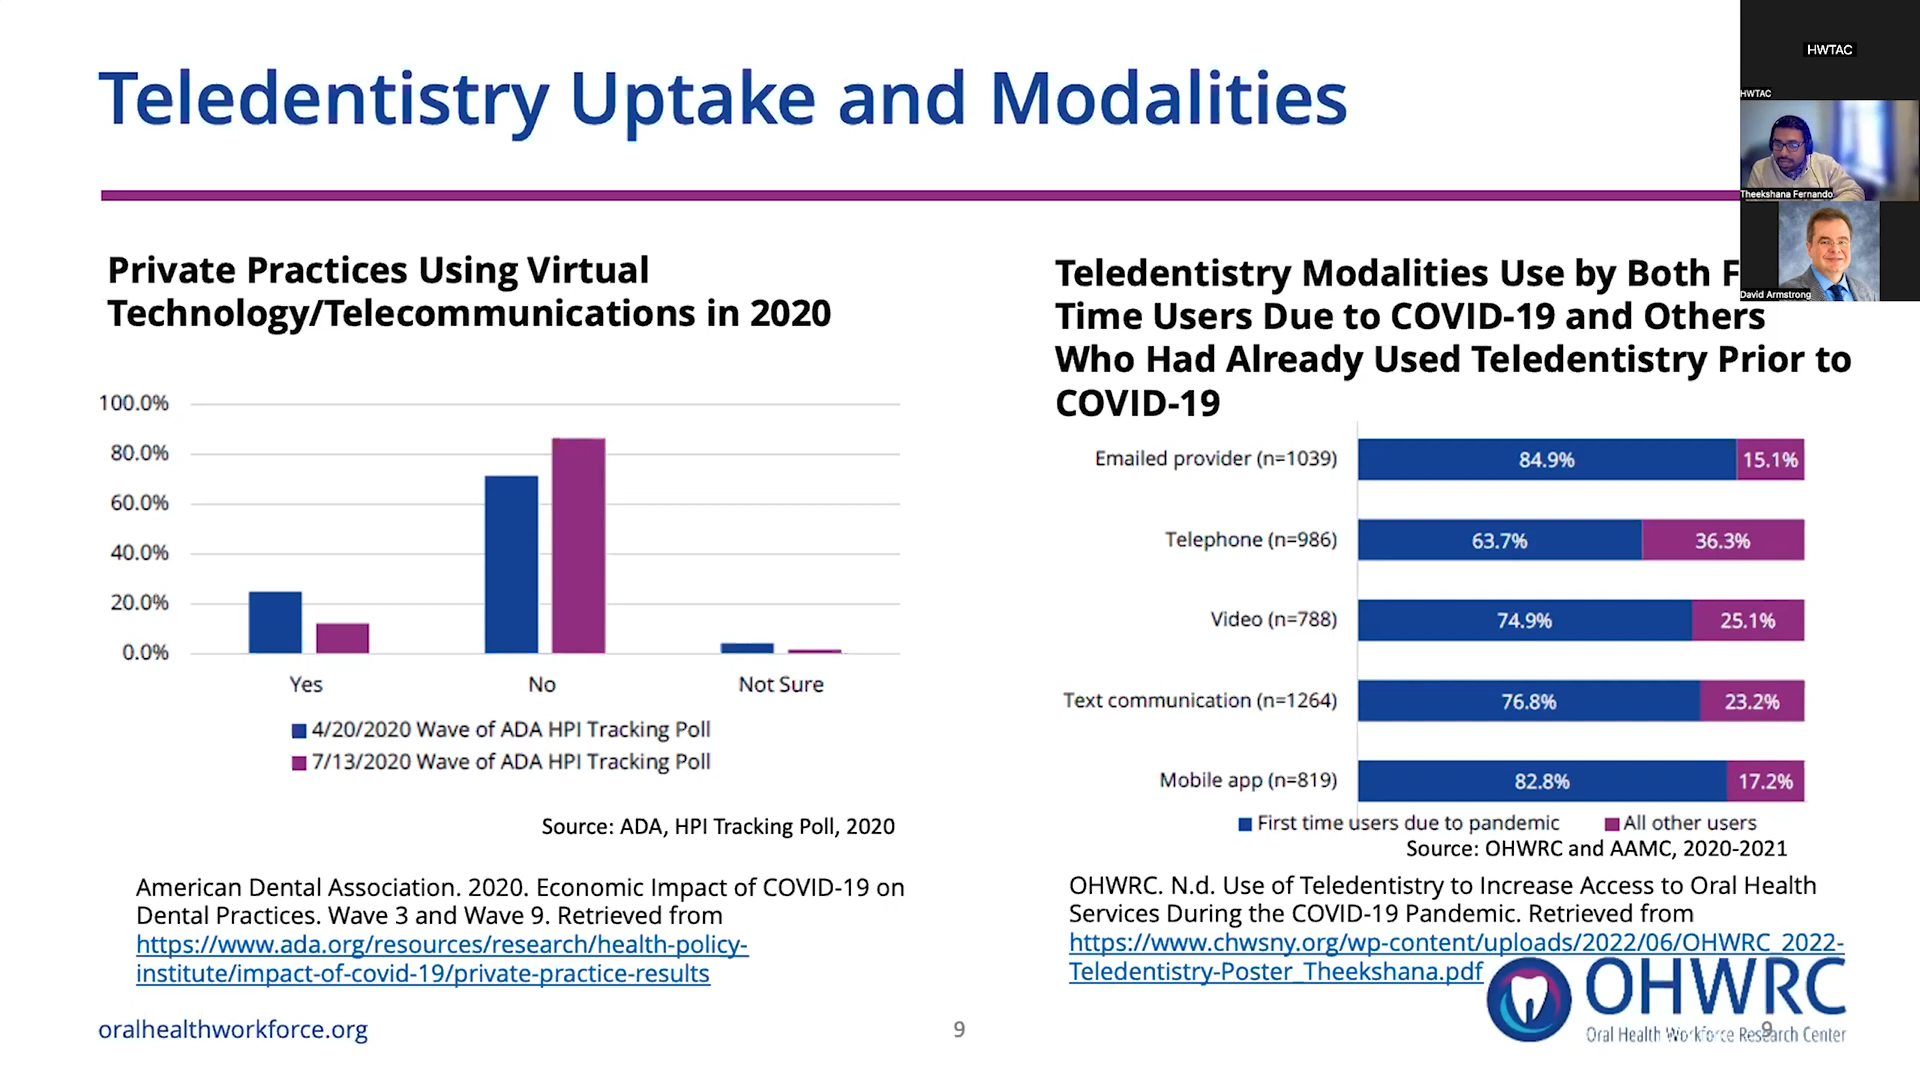 Teledentistry Uptake and Modalities
HWTAC
HWTAC
Theekshana Fernando
David Armstrong
Private Practices Using Virtual
Technology/Telecommunications in 2020
100.0%
80.0%
60.0%
40.0%
20.0%
0.0%
Yes
No
Not Sure
4/20/2020 Wave of ADA HPI Tracking Poll
7/13/2020 Wave of ADA HPI Tracking Poll
Source: ADA, HPI Tracking Poll, 2020
American Dental Association. 2020. Economic Impact of COVID-19 on
Dental Practices. Wave 3 and Wave 9. Retrieved from
https://www.ada.org/resources/research/health-policy-
institute/impact-of-covid-19/private-practice-results
Teledentistry Modalities Use by Both F
Time Users Due to COVID-19 and Others
Who Had Already Used Teledentistry Prior to
COVID-19
Emailed provider (n=1039) 84.9% 15.1%
Telephone (n=986) 63.7% 36.3%
Video (n=788) 74.9% 25.1%
Text communication (n=1264) 76.8% 23.2%
Mobile app (n=819) 82.8% 17.2%
First time users due to pandemic All other users
Source: OHWRC and AAMC, 2020-2021
OHWRC. N.d. Use of Teledentistry to Increase Access to Oral Health
Services During the COVID-19 Pandemic. Retrieved from
https://www.chwsny.org/wp-content/uploads/2022/06/OHWRC_2022-
Teledentistry-Poster_Theekshana.pdf
OHWRC
Oral Health Workforce Research Center
oralhealthworkforce.org
9
9